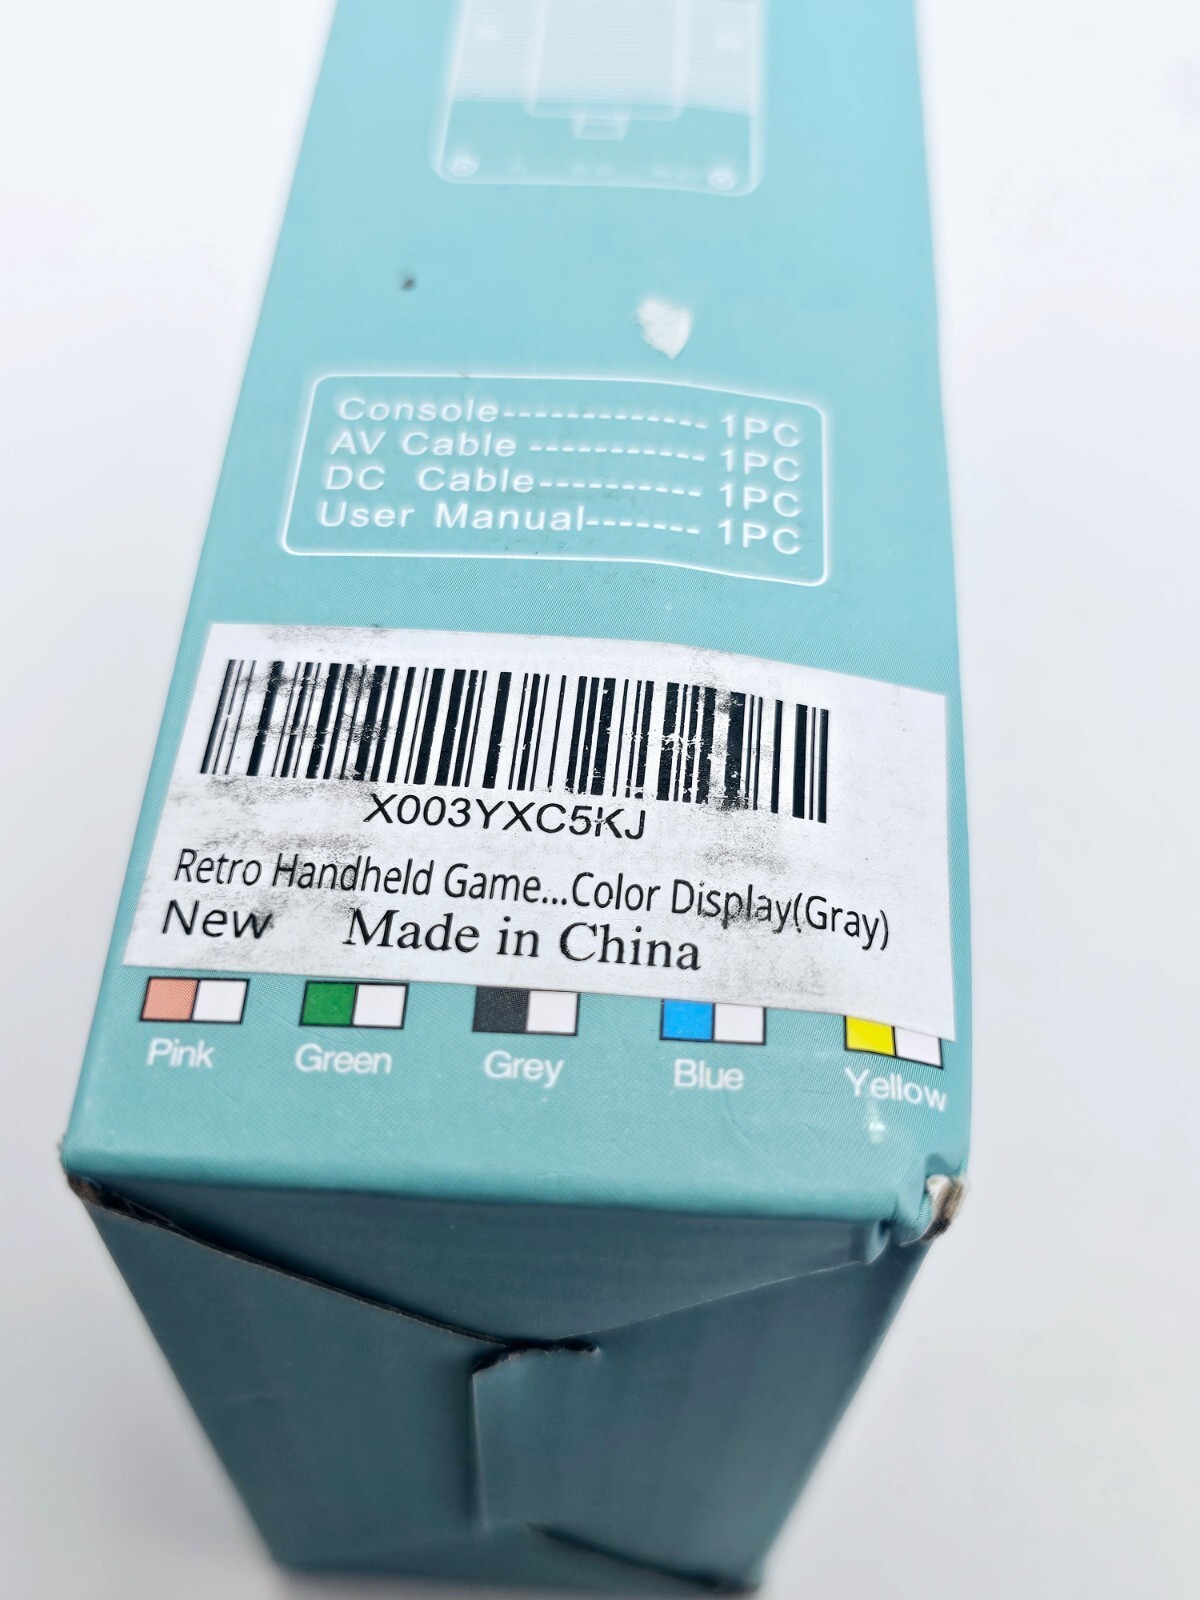 Console------------- 1PC
AV Cable ----------- 1PC
DC Cable---------- 1PC
User Manual------- 1PC
X003YXC5KJ
Retro Handheld Game...Color Display(Gray)
New Made in China
Pink Green Grey Blue Yellow